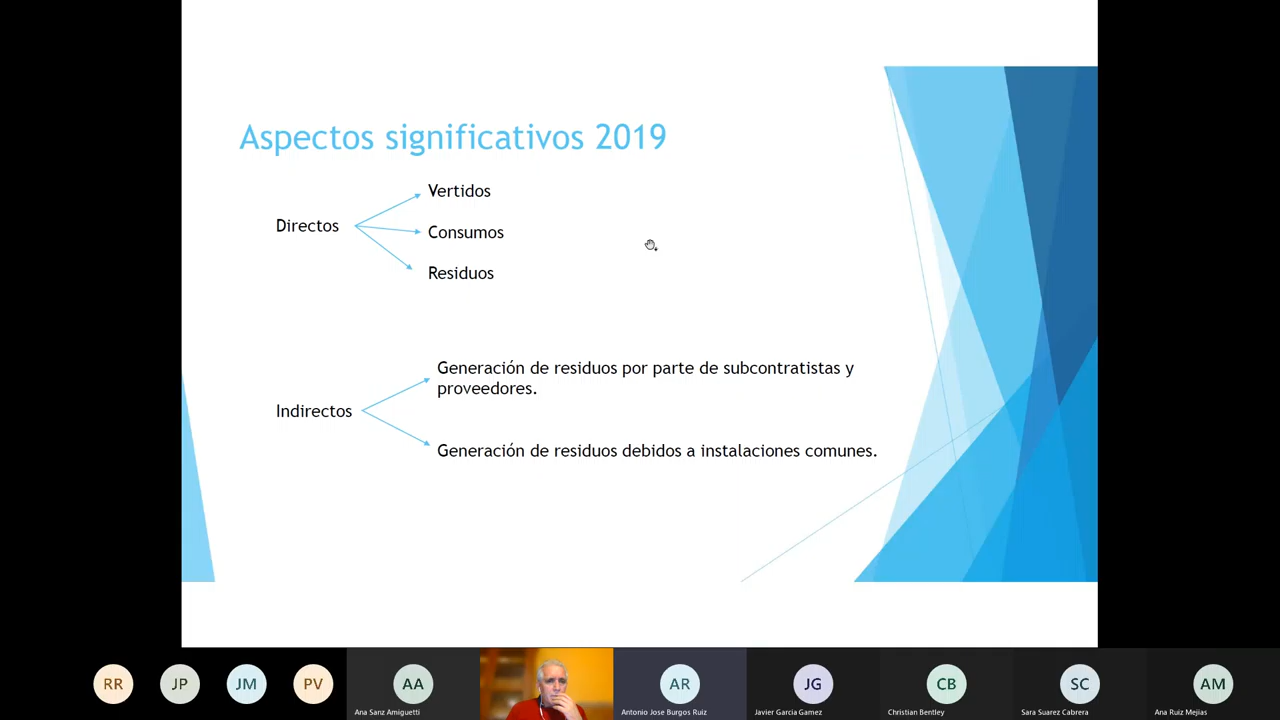 Aspectos significativos 2019
Directos
Vertidos
Consumos
Residuos
Indirectos
Generación de residuos por parte de subcontratistas y
proveedores.
Generación de residuos debidos a instalaciones comunes.
RR
JP
JM
PV
AA
Ana Sanz Amiguetti
AR
Antonio Jose Burgos Ruiz
JG
Javier Garcia Gamez
CB
Christian Bentley
SC
Sara Suarez Cabrera
AM
Ana Ruiz Mejias